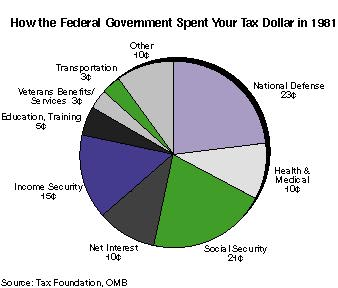 How the Federal Government Spent Your Tax Dollar in 1981
Other
10¢
Transportation
3¢
Veterans Benefits/
Services 3¢
Education, Training
5¢
Income Security
15¢
Net Interest
10¢
Social Security
21¢
Health &
Medical
10¢
National Defense
23¢
Source: Tax Foundation, OMB